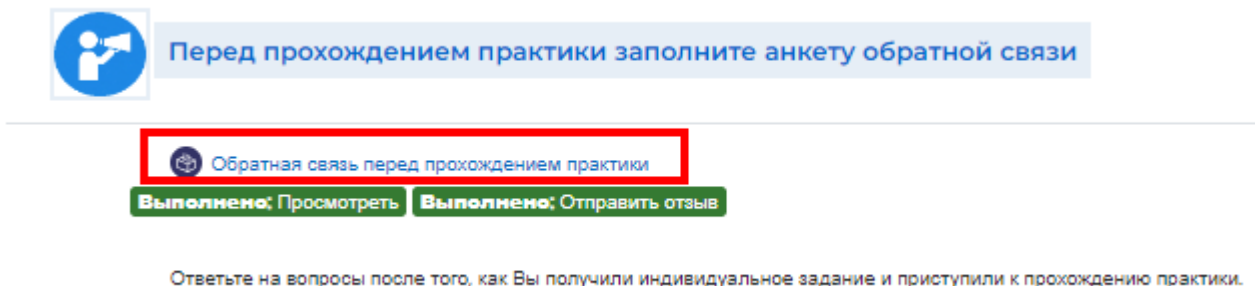 Перед прохождением практики заполните анкету обратной связи
Обратная связь перед прохождением практики
Выполнено: Просмотреть Выполнено: Отправить отзыв
Ответьте на вопросы после того, как Вы получили индивидуальное задание и приступили к прохождению практики.